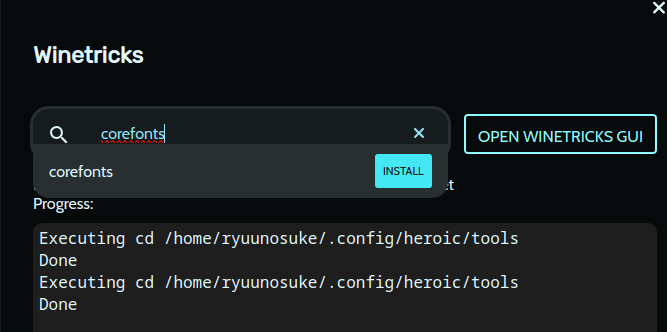 Winetricks
corefonts
OPEN WINETRICKS GUI
corefonts
INSTALL
Progress:
Executing cd /home/ryuunosuke/.config/heroic/tools
Done
Executing cd /home/ryuunosuke/.config/heroic/tools
Done